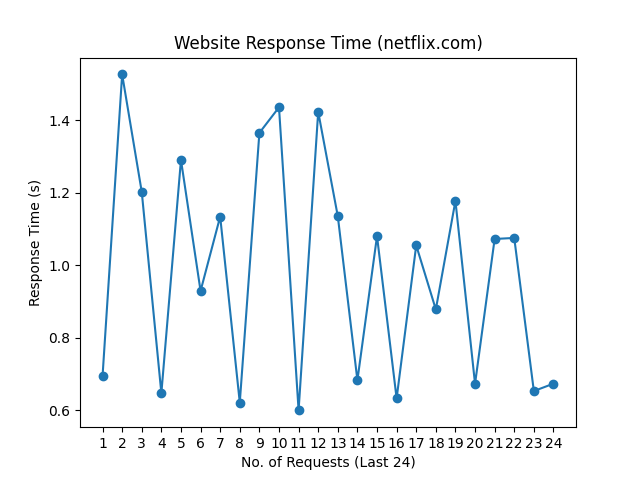 Website Response Time (netflix.com)
Response Time (s)
1.4
1.2
1.0
0.8
0.6
1 2 3 4 5 6 7 8 9 10 11 12 13 14 15 16 17 18 19 20 21 22 23 24
No. of Requests (Last 24)